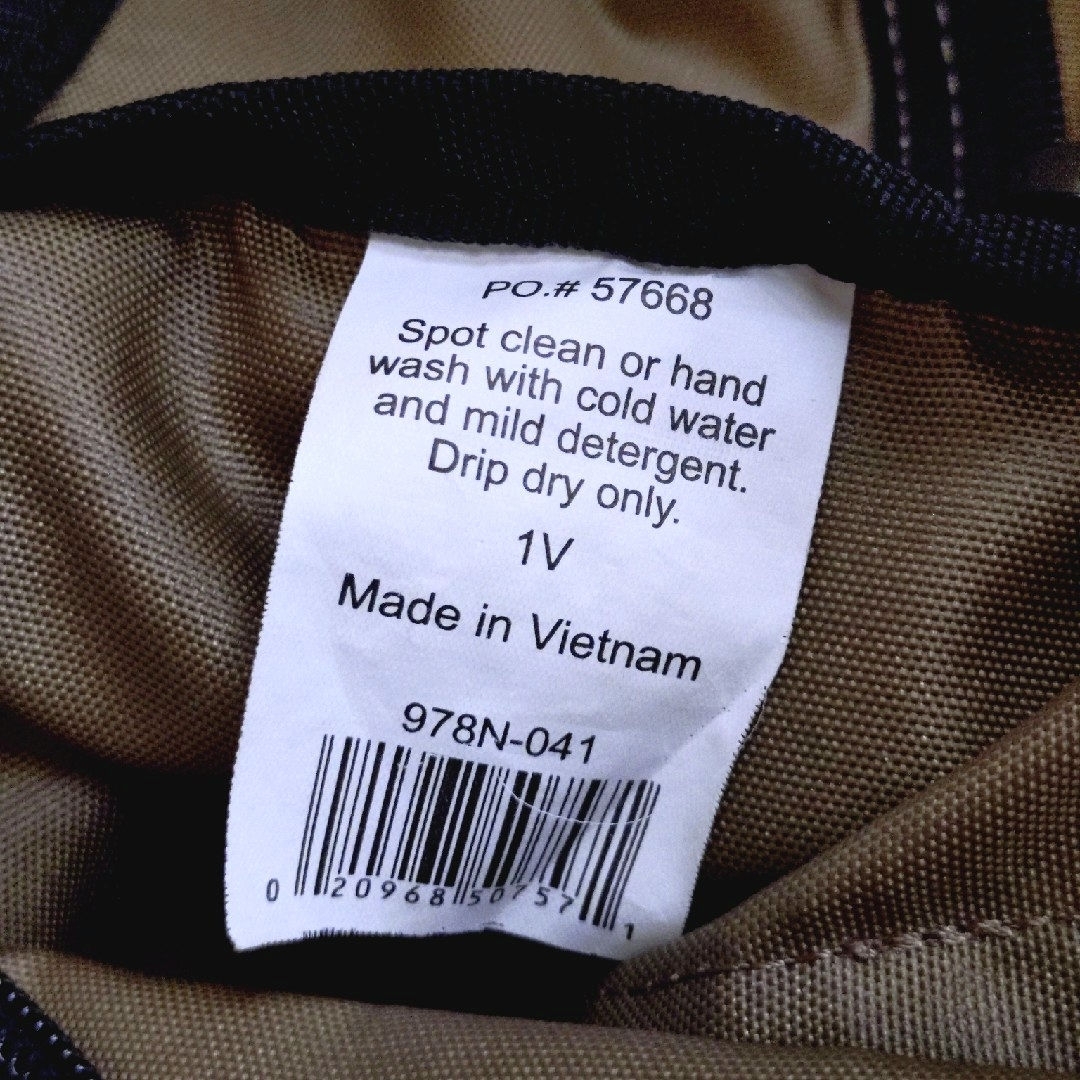 PO.# 57668
Spot clean or hand
wash with cold water
and mild detergent.
Drip dry only.
1V
Made in Vietnam
978N-041
0 20968 50757 1